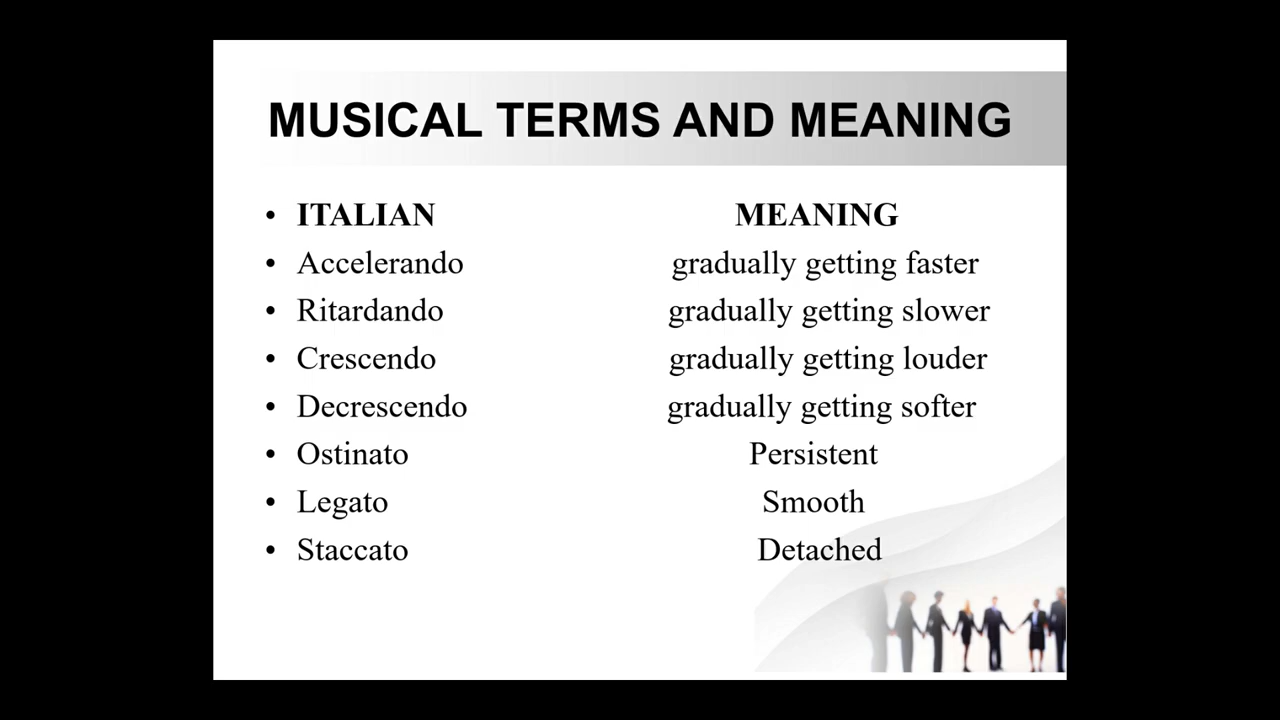 MUSICAL TERMS AND MEANING
• ITALIAN MEANING
• Accelerando gradually getting faster
• Ritardando gradually getting slower
• Crescendo gradually getting louder
• Decrescendo gradually getting softer
• Ostinato Persistent
• Legato Smooth
• Staccato Detached